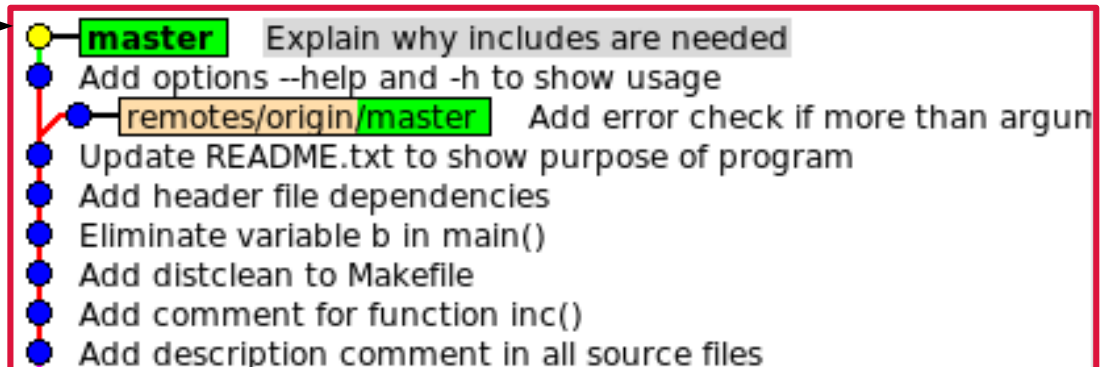 master Explain why includes are needed
Add options --help and -h to show usage
remotes/origin/master Add error check if more than
Update README.txt to show purpose of program
Add header file dependencies
Eliminate variable b in main()
Add distclean to Makefile
Add comment for function inc()
Add description comment in all source files